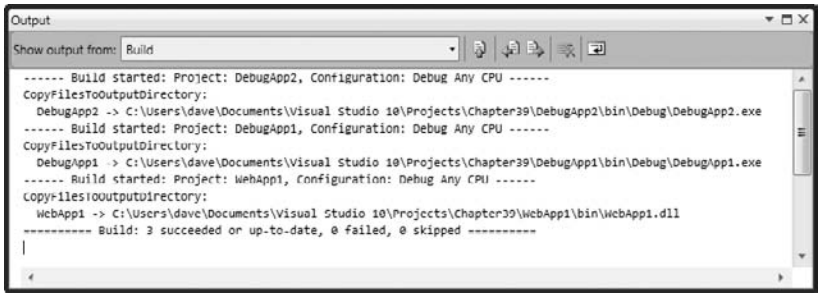 Output
Show output from: Build
------ Build started: Project: DebugApp2, Configuration: Debug Any CPU ------
CopyFilesToOutputDirectory:
DebugApp2 -> C:\Users\dave\Documents\Visual Studio 10\Projects\Chapter39\DebugApp2\bin\Debug\DebugApp2.exe
------ Build started: Project: DebugApp1, Configuration: Debug Any CPU ------
CopyFilesToOutputDirectory:
DebugApp1 -> C:\Users\dave\Documents\Visual Studio 10\Projects\Chapter39\DebugApp1\bin\Debug\DebugApp1.exe
------ Build started: Project: WebApp1, Configuration: Debug Any CPU ------
CopyFilesToOutputDirectory:
WebApp1 -> C:\Users\dave\Documents\Visual Studio 10\Projects\Chapter39\WebApp1\bin\WebApp1.dll
========== Build: 3 succeeded or up-to-date, 0 failed, 0 skipped ==========